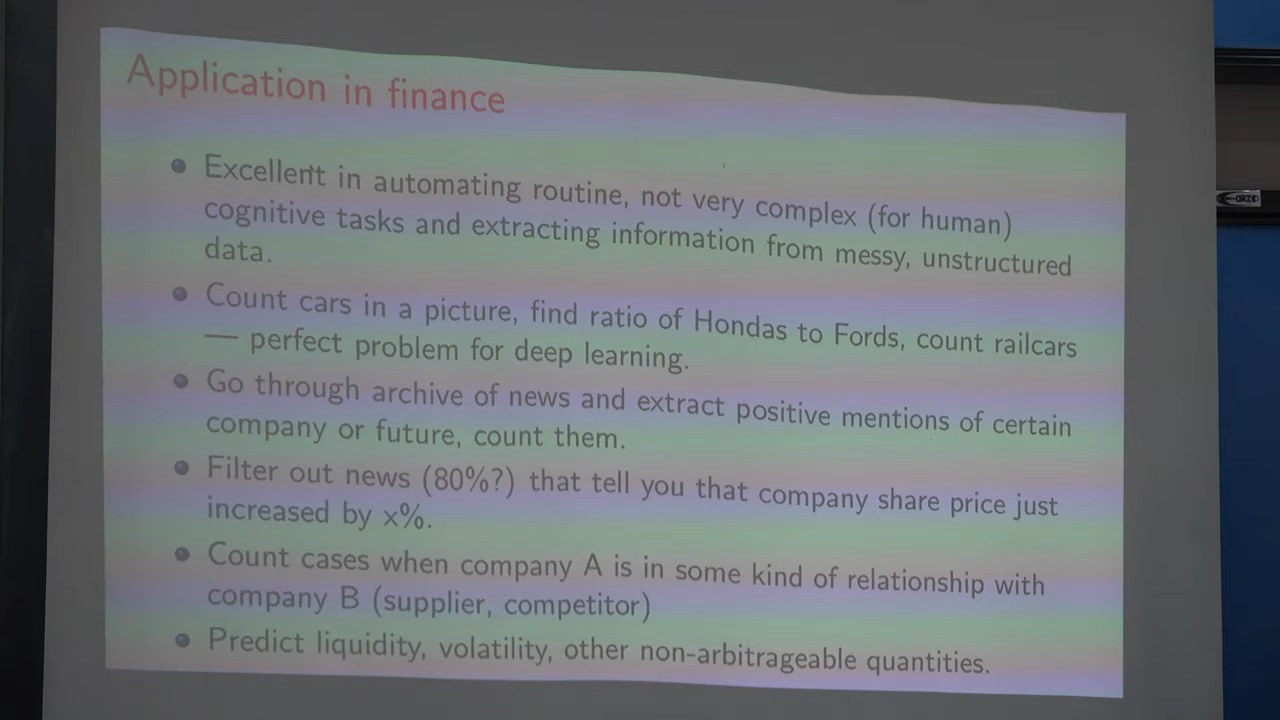 Application in finance
Excellent in automating routine, not very complex (for human)
cognitive tasks and extracting information from messy, unstructured
data.
Count cars in a picture, find ratio of Hondas to Fords, count railcars
— perfect problem for deep learning.
Go through archive of news and extract positive mentions of certain
company or future, count them.
Filter out news (80%?) that tell you that company share price just
increased by x%.
Count cases when company A is in some kind of relationship with
company B (supplier, competitor)
Predict liquidity, volatility, other non-arbitrageable quantities.